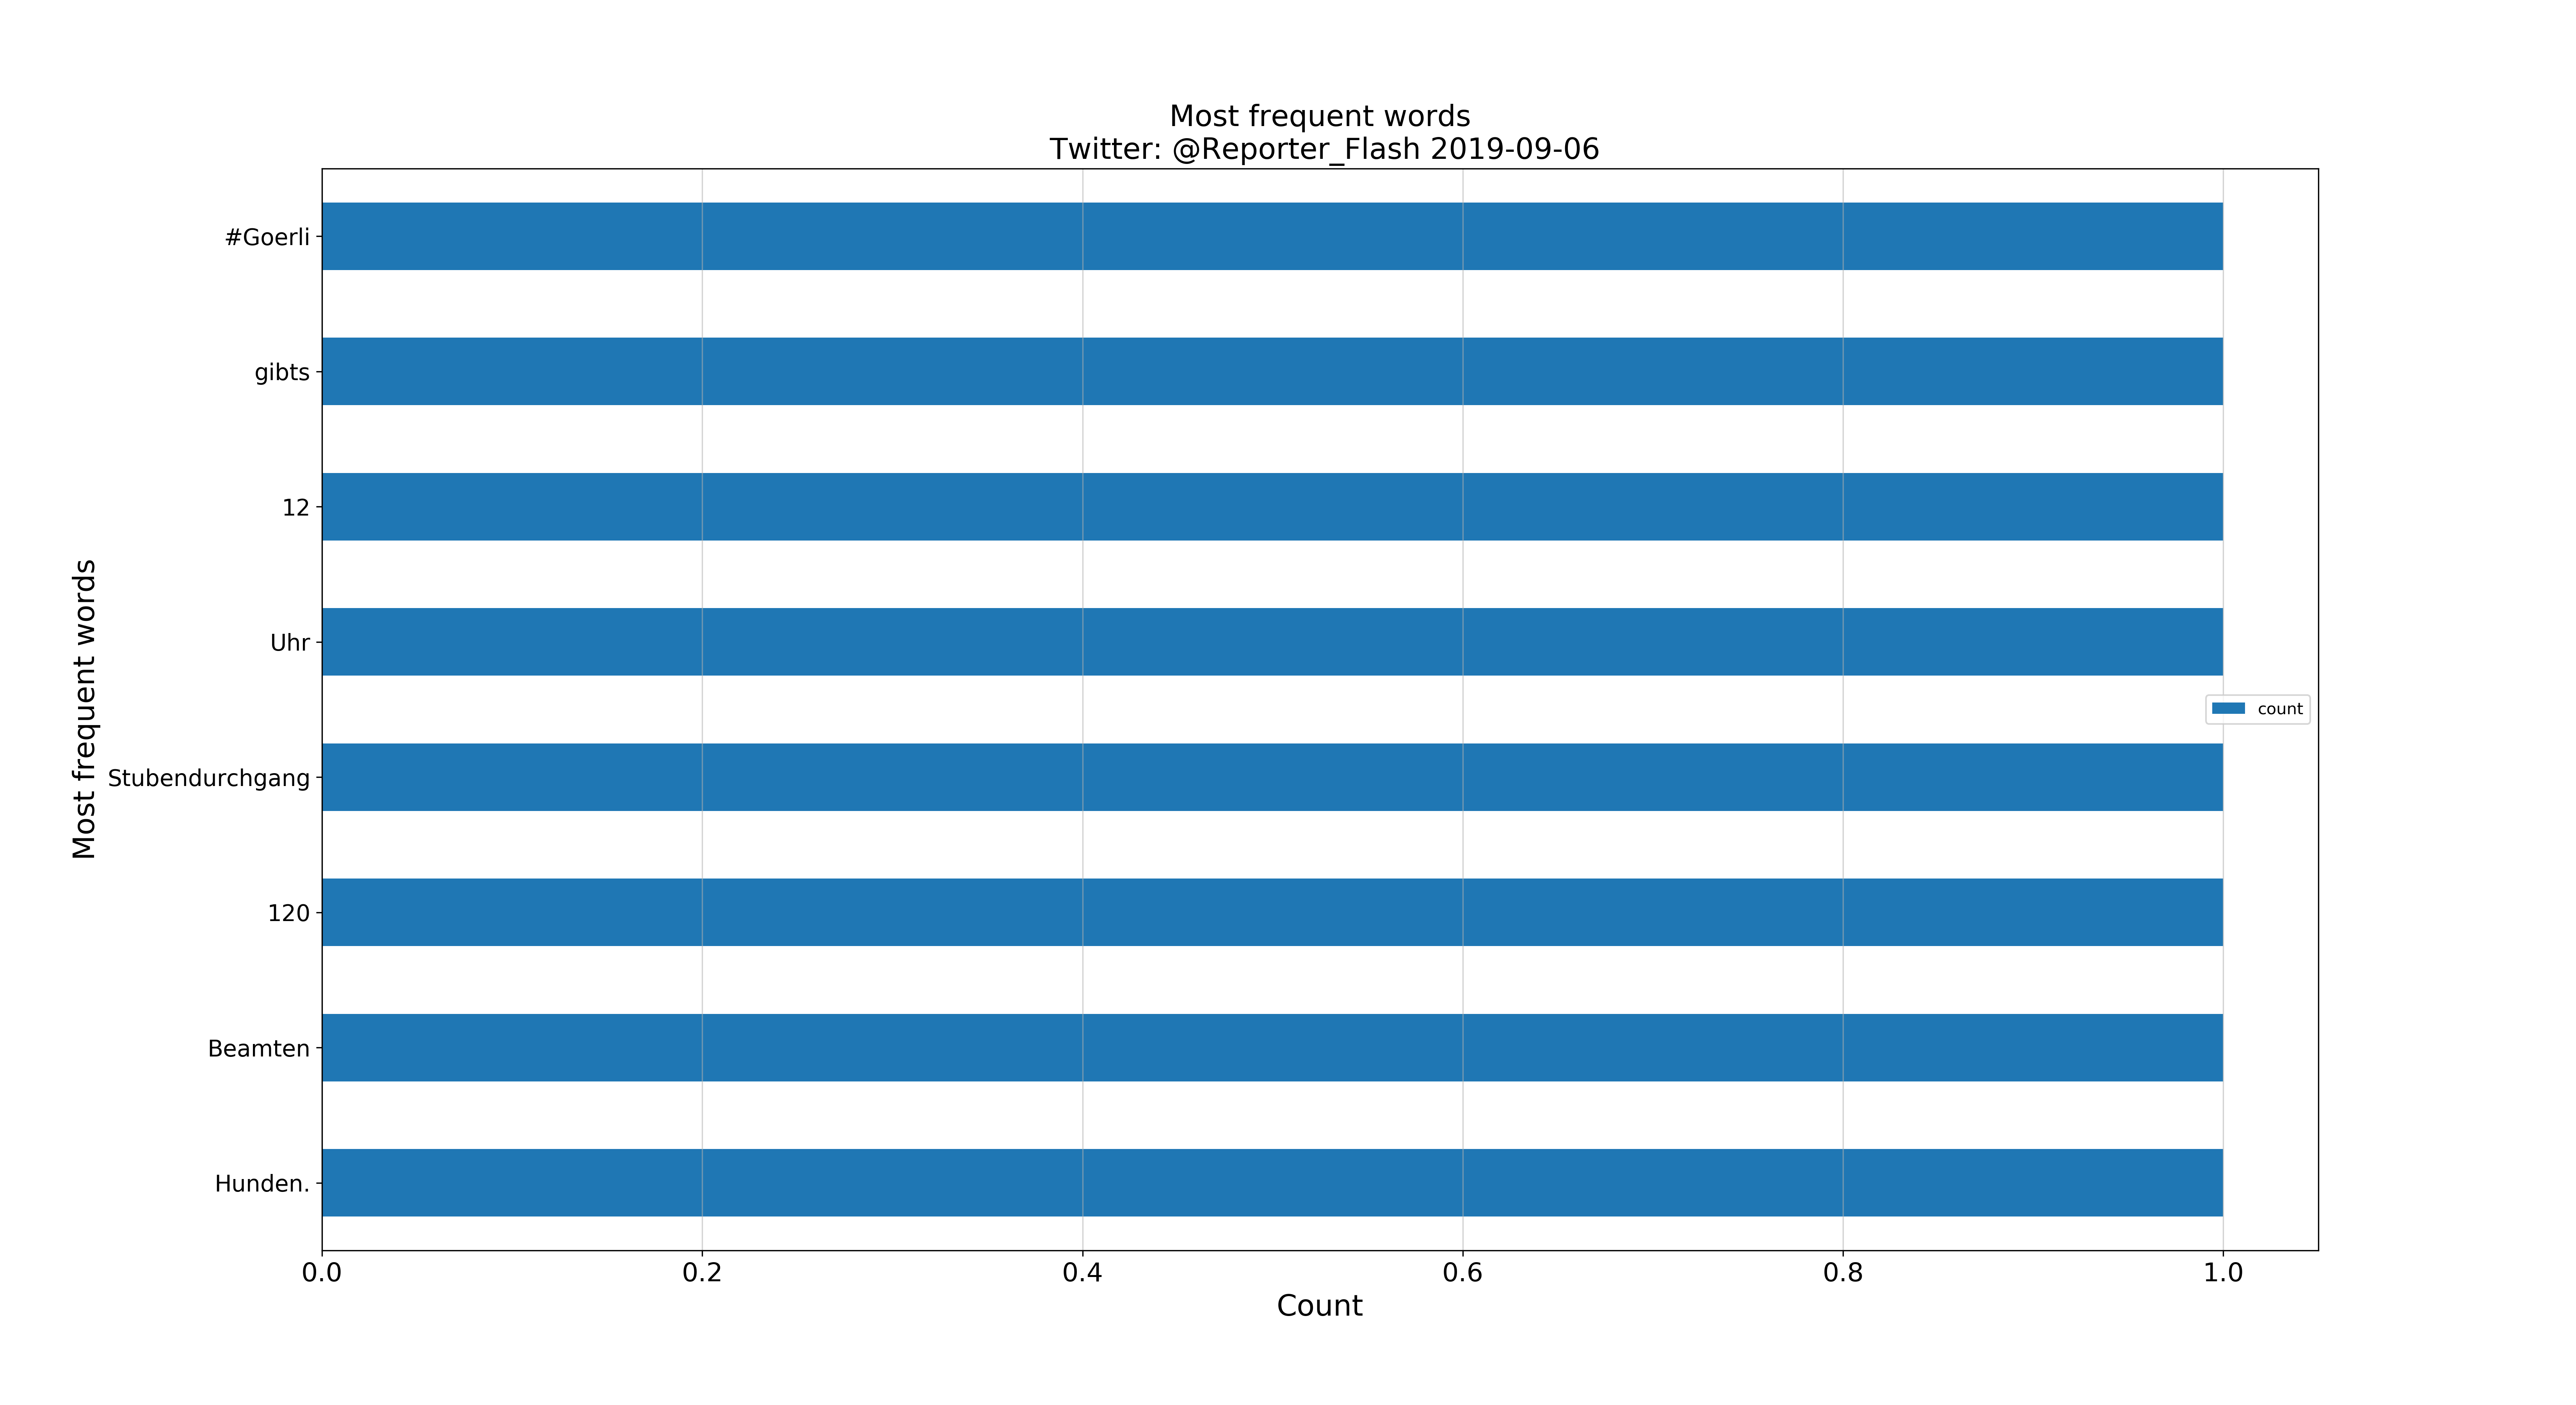 Most frequent words
Twitter: @Reporter_Flash 2019-09-06
Most frequent words
#Goerli
gibts
12
Uhr
Stubendurchgang
120
Beamten
Hunden.
count
0.0 0.2 0.4 0.6 0.8 1.0
Count